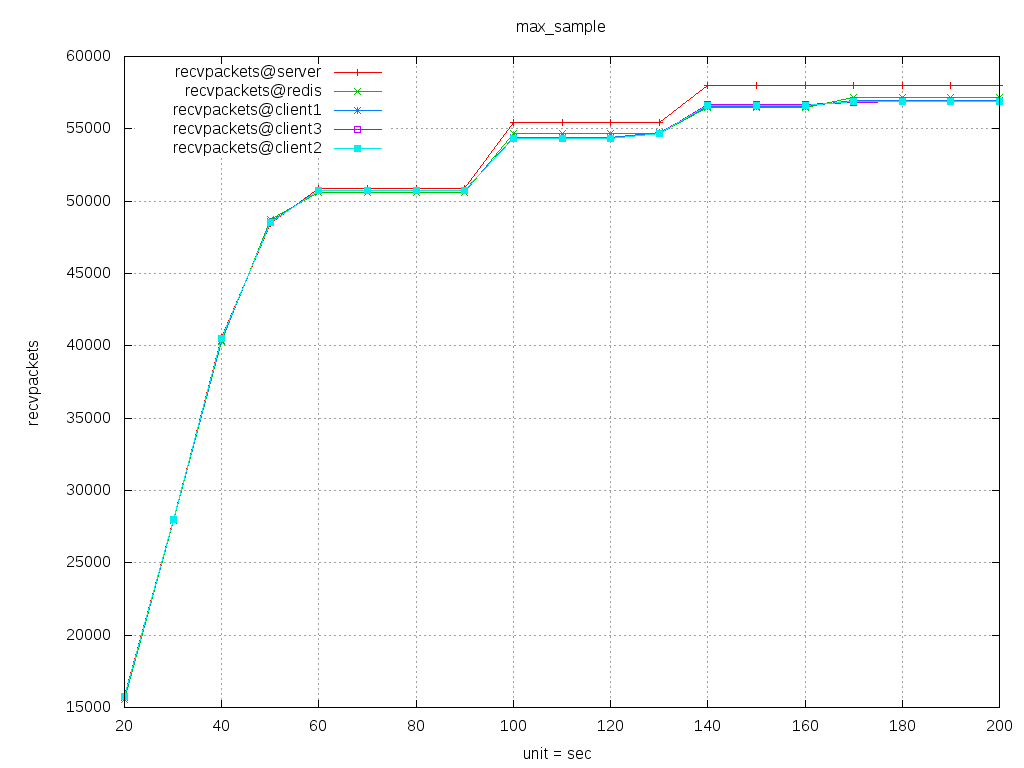 max_sample
60000
55000
50000
45000
40000
35000
30000
25000
20000
15000
recvpackets
recvpackets@server
recvpackets@redis
recvpackets@client1
recvpackets@client3
recvpackets@client2
20 40 60 80 100 120 140 160 180 200
unit = sec